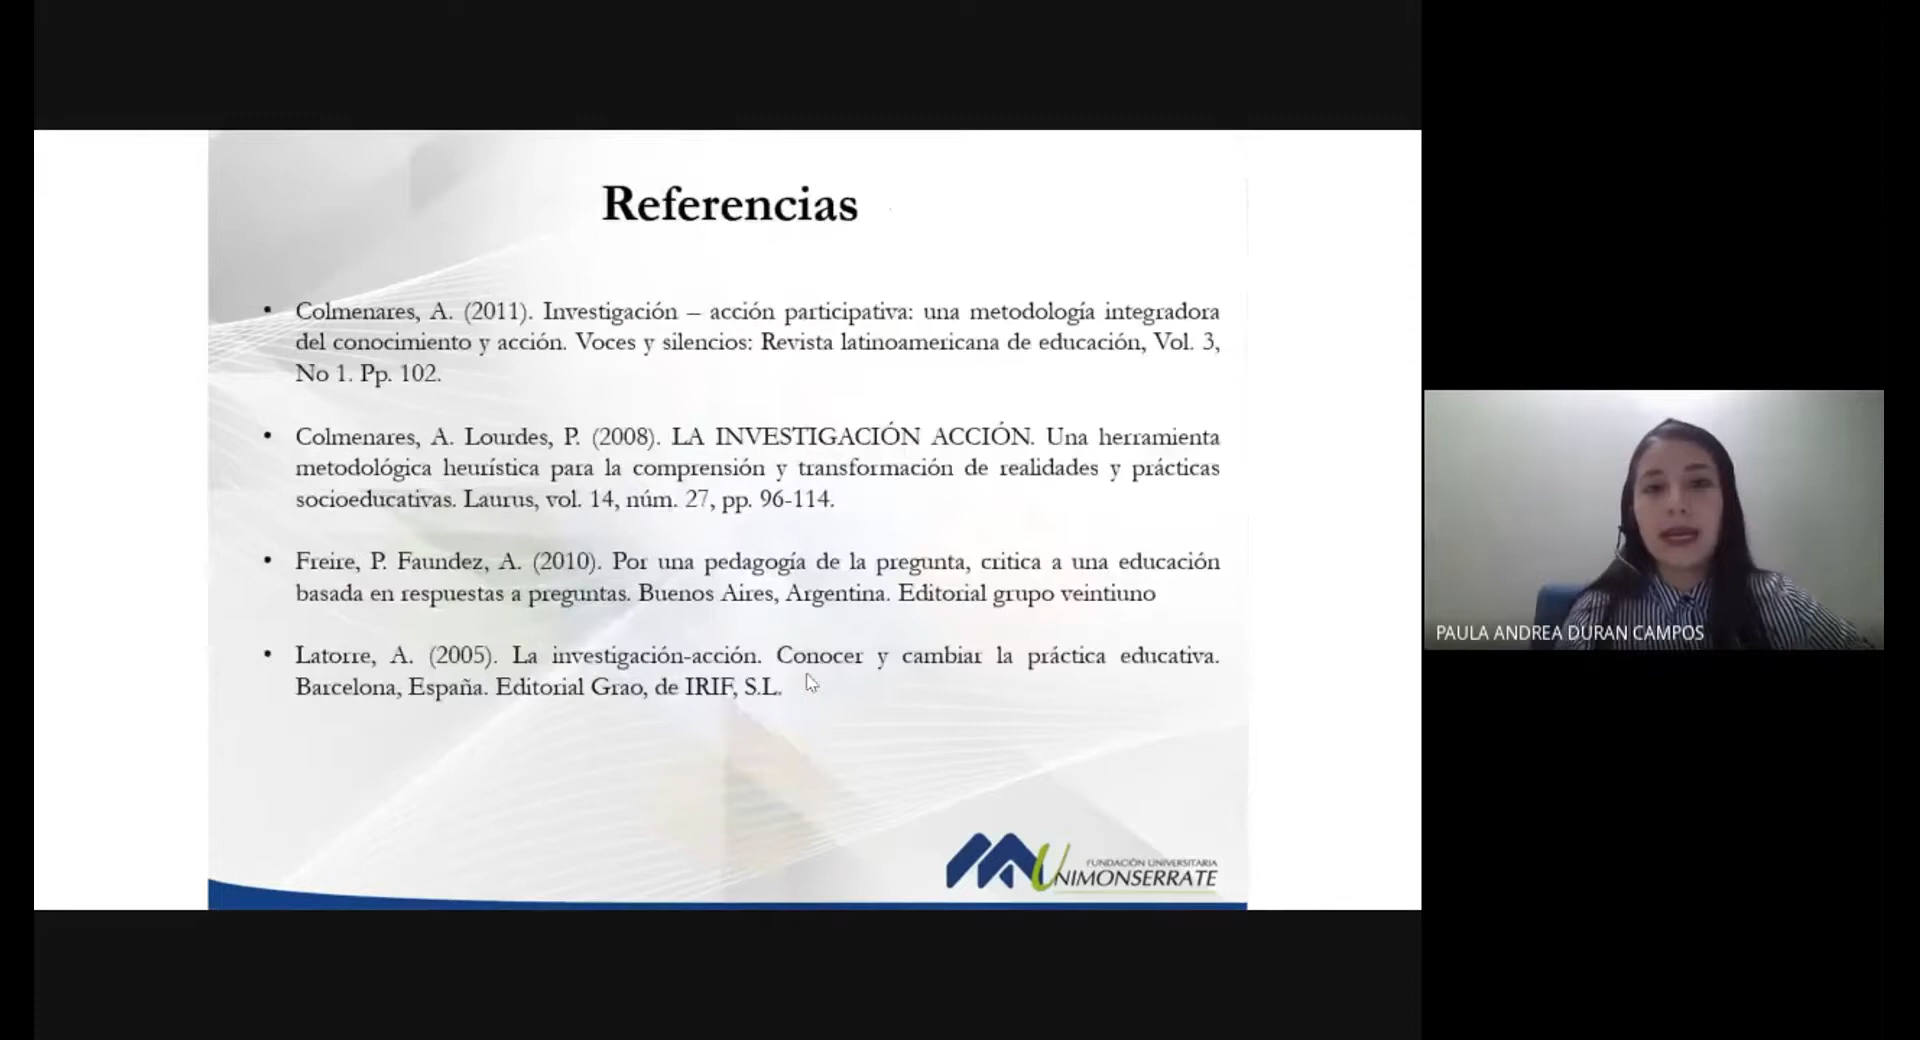 Referencias
• Colmenares, A. (2011). Investigación – acción participativa: una metodología integradora
del conocimiento y acción. Voces y silencios: Revista latinoamericana de educación, Vol. 3,
No 1. Pp. 102.
• Colmenares, A. Lourdes, P. (2008). LA INVESTIGACIÓN ACCIÓN. Una herramienta
metodológica heurística para la comprensión y transformación de realidades y prácticas
socioeducativas. Laurus, vol. 14, núm. 27, pp. 96-114.
• Freire, P. Faundez, A. (2010). Por una pedagogía de la pregunta, critica a una educación
basada en respuestas a preguntas. Buenos Aires, Argentina. Editorial grupo veintiuno
• Latorre, A. (2005). La investigación-acción. Conocer y cambiar la práctica educativa.
Barcelona, España. Editorial Grao, de IRIF, S.L.
FUNDACIÓN UNIVERSITARIA
UNIMONSERRATE
PAULA ANDREA DURAN CAMPOS